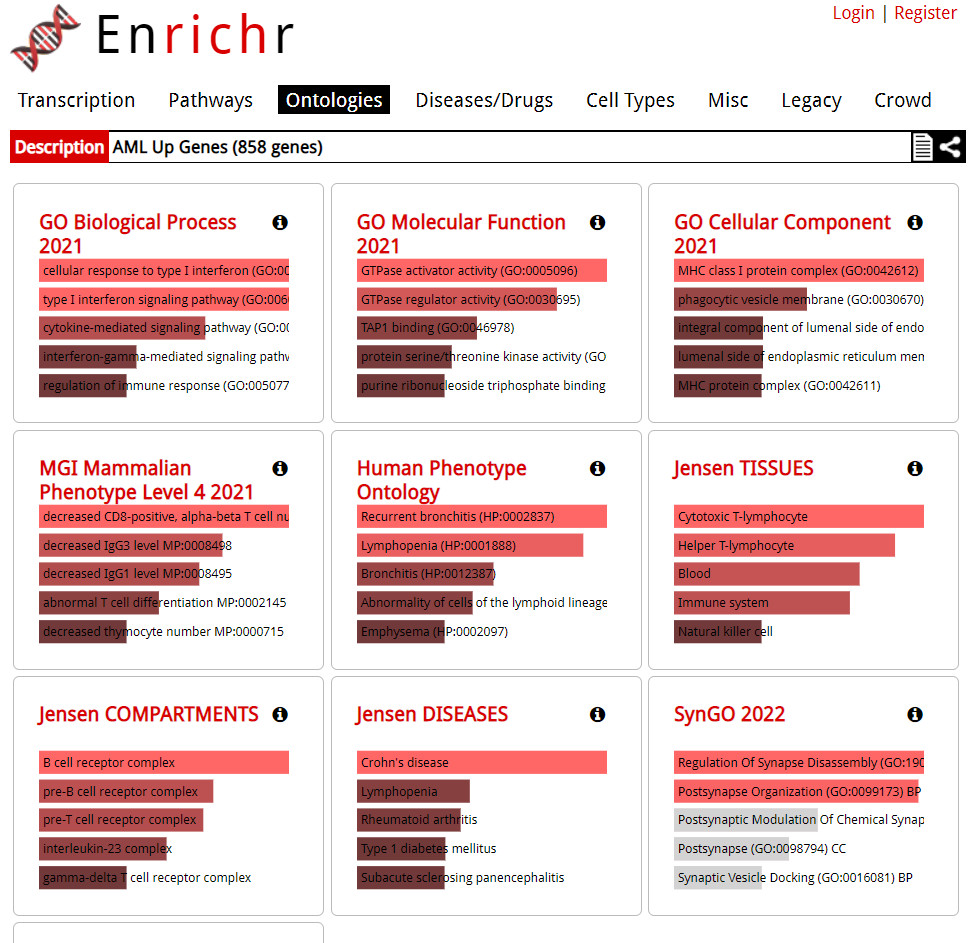 Enrichr
Login | Register
Transcription Pathways Ontologies Diseases/Drugs Cell Types Misc Legacy Crowd
Description AML Up Genes (858 genes)
GO Biological Process
2021
cellular response to type I interferon (GO:00
type I interferon signaling pathway (GO:006
cytokine-mediated signaling pathway (GO:00
interferon-gamma-mediated signaling pathw
regulation of immune response (GO:005077
GO Molecular Function
2021
GTPase activator activity (GO:0005096)
GTPase regulator activity (GO:0030695)
TAP1 binding (GO:0046978)
protein serine/threonine kinase activity (GO
purine ribonucleoside triphosphate binding
GO Cellular Component
2021
MHC class I protein complex (GO:0042612)
phagocytic vesicle membrane (GO:0030670)
integral component of lumenal side of endo
lumenal side of endoplasmic reticulum mem
MHC protein complex (GO:0042611)
MGI Mammalian
Phenotype Level 4 2021
decreased CD8-positive, alpha-beta T cell nu
decreased IgG3 level MP:0008498
decreased IgG1 level MP:0008495
abnormal T cell differentiation MP:0002145
decreased thymocyte number MP:0000715
Human Phenotype
Ontology
Recurrent bronchitis (HP:0002837)
Lymphopenia (HP:0001888)
Bronchitis (HP:0012387)
Abnormality of cells of the lymphoid lineage
Emphysema (HP:0002097)
Jensen TISSUES
Cytotoxic T-lymphocyte
Helper T-lymphocyte
Blood
Immune system
Natural killer cell
Jensen COMPARTMENTS
B cell receptor complex
pre-B cell receptor complex
pre-T cell receptor complex
interleukin-23 complex
gamma-delta T cell receptor complex
Jensen DISEASES
Crohn's disease
Lymphopenia
Rheumatoid arthritis
Type 1 diabetes mellitus
Subacute sclerosing panencephalitis
SynGO 2022
Regulation Of Synapse Disassembly (GO:190
Postsynapse Organization (GO:0099173) BP
Postsynaptic Modulation Of Chemical Synap
Postsynapse (GO:0098794) CC
Synaptic Vesicle Docking (GO:0016081) BP